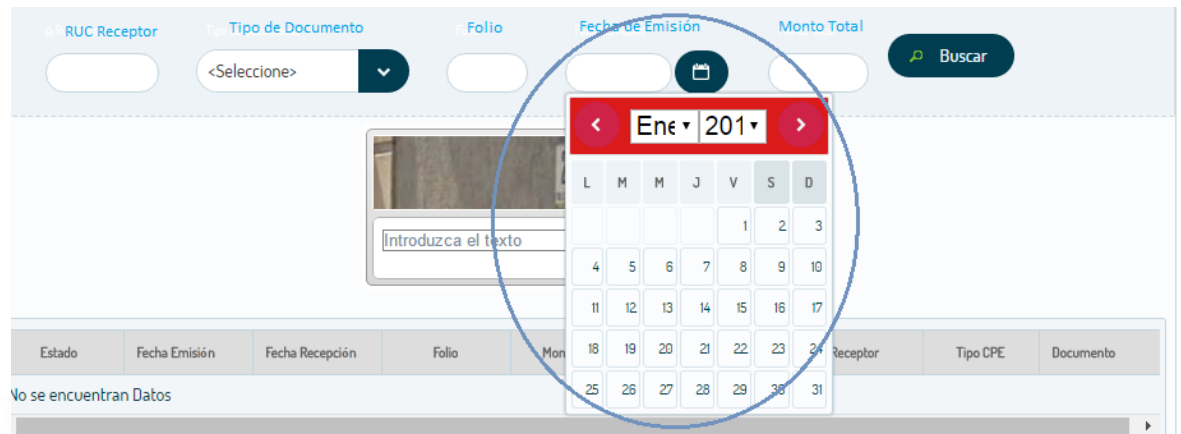 RUC Receptor Tipo de Documento Folio Fecha de Emisión Monto Total
<Seleccione> Buscar
Ene 201
L M M J V S D
1 2 3
Introduzca el texto
4 5 6 7 8 9 10
11 12 13 14 15 16 17
18 19 20 21 22 23 24
Estado Fecha Emisión Fecha Recepción Folio Mon Receptor Tipo CPE Documento
25 26 27 28 29 30 31
No se encuentran Datos